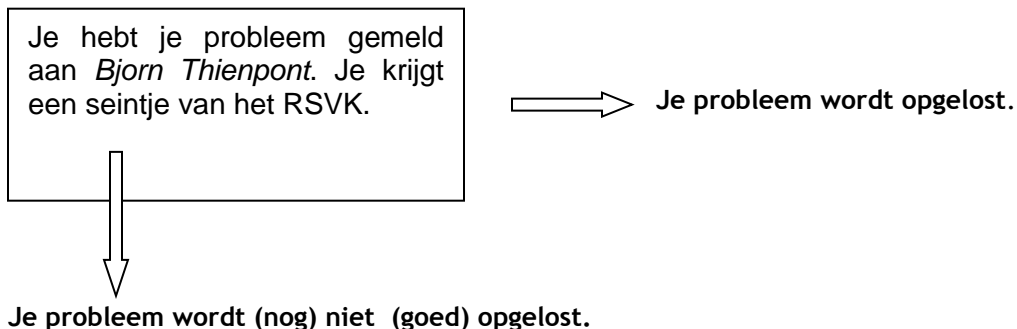 Je hebt je probleem gemeld
aan Bjorn Thienpont. Je krijgt
een seintje van het RSVK.
Je probleem wordt opgelost.
Je probleem wordt (nog) niet  (goed) opgelost.